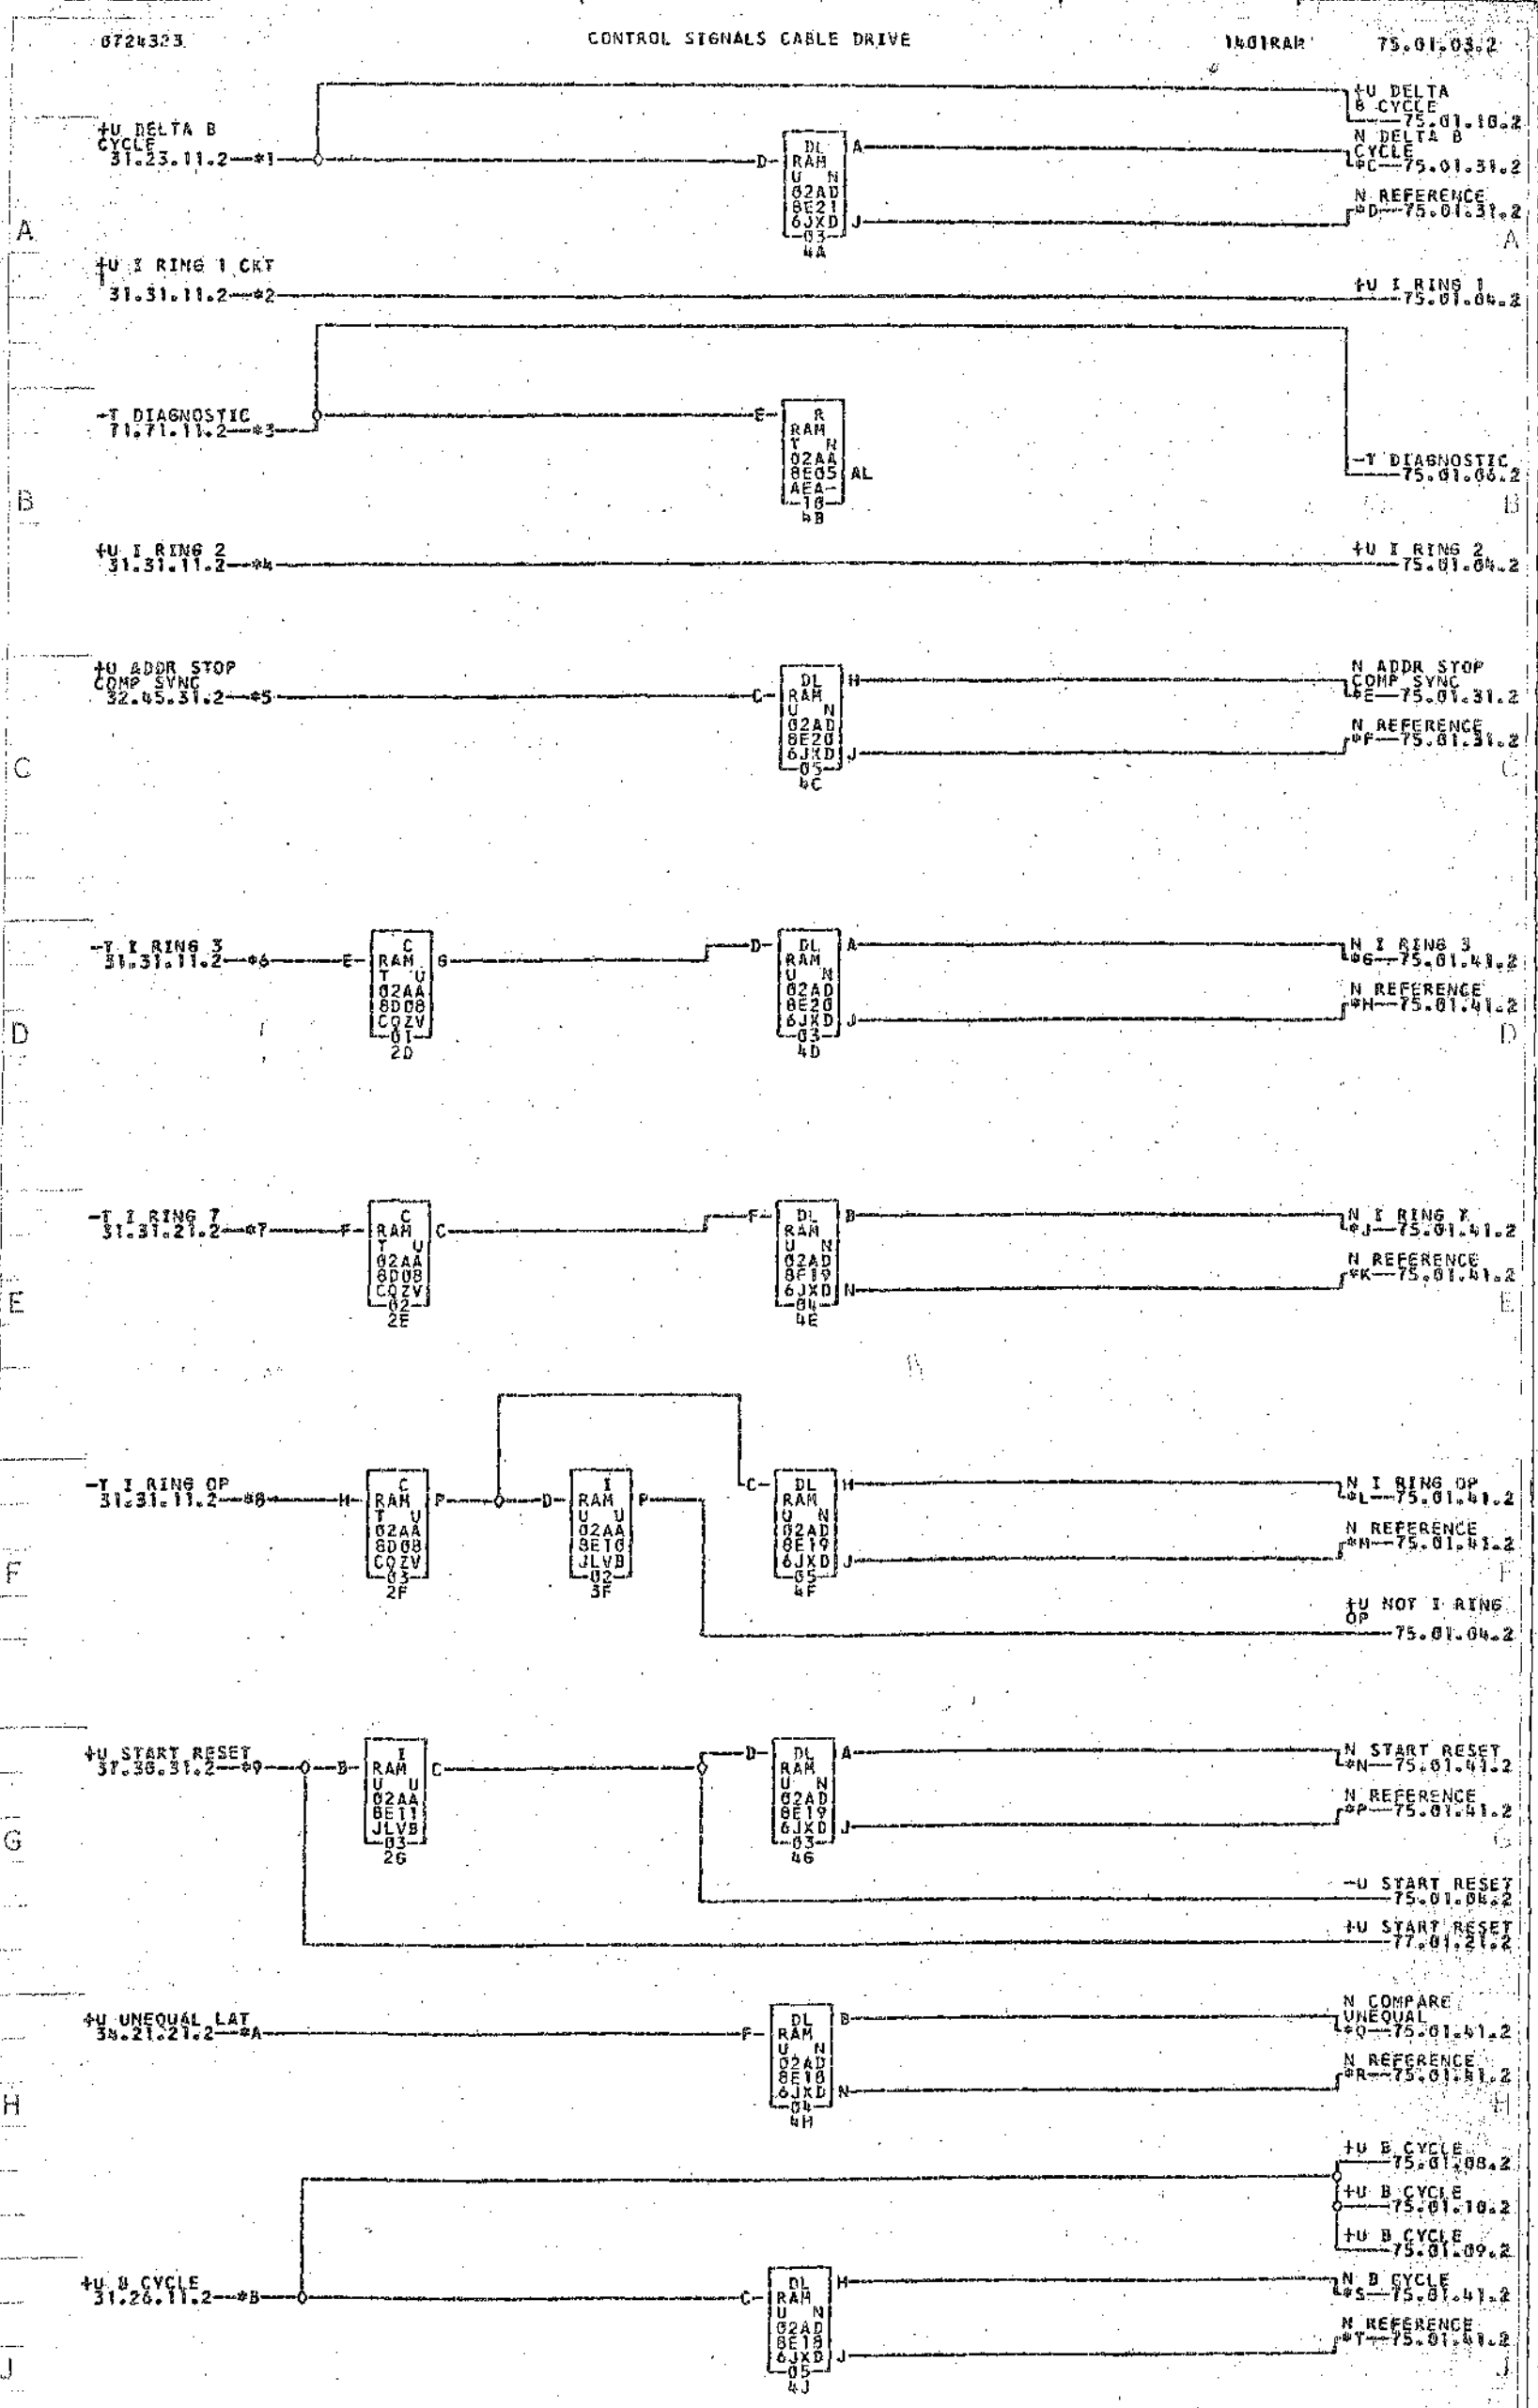 0724323 CONTROL SIGNALS CABLE DRIVE 1401RAM 75.01.03.2
+U DELTA
B CYCLE
75.01.10.2
+U DELTA B
CYCLE
31.23.11.2 *1
D DL A
RAM
U N
02AD
8E21
6JXD J
03
4A
N DELTA B
CYCLE
*C 75.01.31.2
N REFERENCE
*D 75.01.31.2
A A
+U I RING 1 CKT
31.31.11.2 *2
+U I RING 1
75.01.04.2
-T DIAGNOSTIC
71.71.11.2 *3
E R
RAM
T N
02AA
8E05 AL
AEA-
10
4B
-T DIAGNOSTIC
75.01.06.2
B B
+U I RING 2
31.31.11.2 *4
+U I RING 2
75.01.04.2
+U ADDR STOP
COMP SYNC
32.45.31.2 *5
C DL H
RAM
U N
02AD
8E20
6JXD J
05
4C
N ADDR STOP
COMP SYNC
*E 75.01.31.2
N REFERENCE
*F 75.01.31.2
C C
-T I RING 3
31.31.11.2 *6
C
E RAM G
T U
02AA
8D08
CQZV
01
2D
D DL A
RAM
U N
02AD
8E20
6JXD J
03
4D
N I RING 3
*G 75.01.41.2
N REFERENCE
*H 75.01.41.2
D D
-T I RING 7
31.31.21.2 *7
C
F RAM C
T U
02AA
8D08
CQZV
02
2E
F DL B
RAM
U N
02AD
8E19
6JXD N
04
4E
N I RING 7
*J 75.01.41.2
N REFERENCE
*K 75.01.41.2
E E
-T I RING OP
31.31.11.2 *8
C
H RAM P
T U
02AA
8D08
CQZV
03
2F
I
D RAM P
U U
02AA
8E10
JLVB
02
3F
C DL H
RAM
U N
02AD
8E19
6JXD J
05
4F
N I RING OP
*L 75.01.41.2
N REFERENCE
*M 75.01.41.2
F F
+U NOT I RING
OP
75.01.04.2
+U START RESET
31.36.31.2 *9
I
B RAM C
U U
02AA
8E11
JLVB
03
2G
D DL A
RAM
U N
02AD
8E19
6JXD J
03
4G
N START RESET
*N 75.01.41.2
N REFERENCE
*P 75.01.41.2
G G
-U START RESET
75.01.04.2
+U START RESET
77.01.21.2
+U UNEQUAL LAT
34.21.21.2 *A
DL B
F RAM
U N
02AD
8E18
6JXD N
04
4H
N COMPARE
UNEQUAL
*Q 75.01.41.2
N REFERENCE
*R 75.01.41.2
H H
+U B CYCLE
75.01.08.2
+U B CYCLE
75.01.10.2
+U B CYCLE
75.01.09.2
+U B CYCLE
31.26.11.2 *B
DL H
C RAM
U N
02AD
8E18
6JXD J
05
4J
N B CYCLE
*S 75.01.41.2
N REFERENCE
*T 75.01.41.2
J J